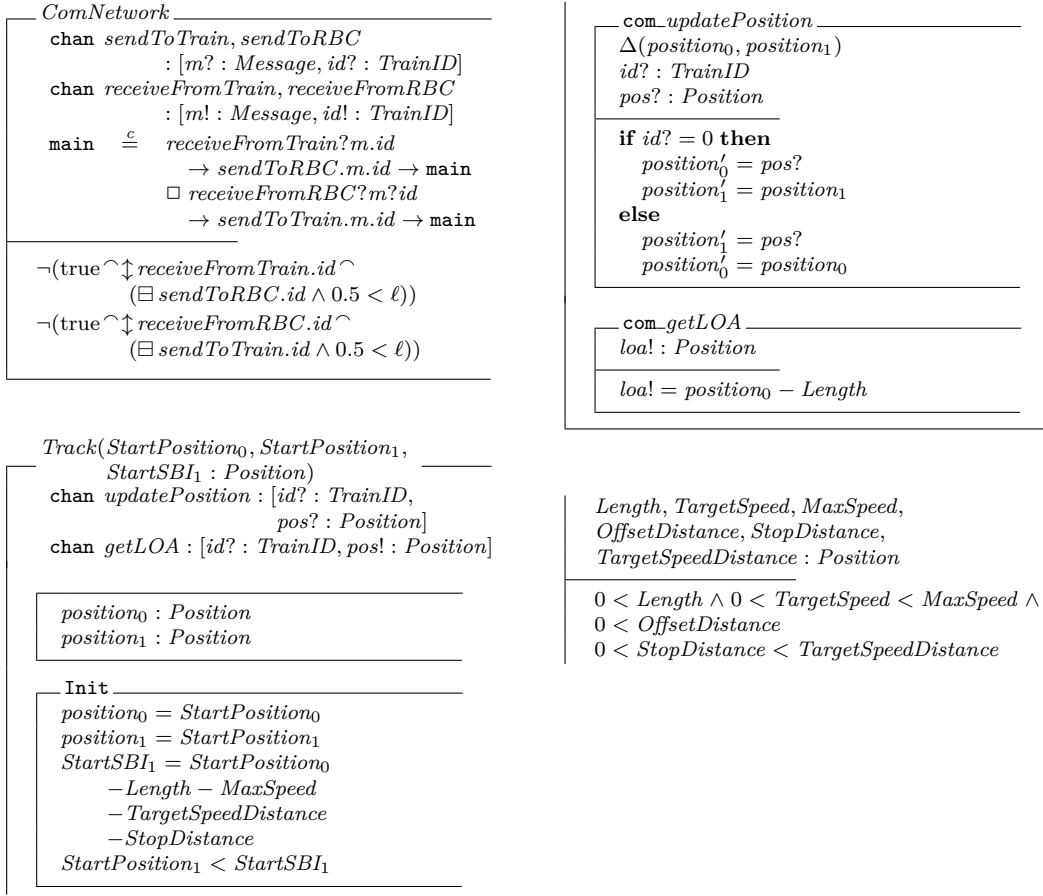 ComNetwork
chan sendToTrain, sendToRBC
: [m? : Message, id? : TrainID]
chan receiveFromTrain, receiveFromRBC
: [m! : Message, id! : TrainID]
main c= receiveFromTrain?m.id
→ sendToRBC.m.id → main
□ receiveFromRBC?m?id
→ sendToTrain.m.id → main
¬(true ⌢ ↕ receiveFromTrain.id ⌢
(⊟ sendToRBC.id ∧ 0.5 < ℓ))
¬(true ⌢ ↕ receiveFromRBC.id ⌢
(⊟ sendToTrain.id ∧ 0.5 < ℓ))
Track(StartPosition₀, StartPosition₁,
StartSBI₁ : Position)
chan updatePosition : [id? : TrainID,
pos? : Position]
chan getLOA : [id? : TrainID, pos! : Position]
position₀ : Position
position₁ : Position
Init
position₀ = StartPosition₀
position₁ = StartPosition₁
StartSBI₁ = StartPosition₀
−Length − MaxSpeed
−TargetSpeedDistance
−StopDistance
StartPosition₁ < StartSBI₁
com_updatePosition
Δ(position₀, position₁)
id? : TrainID
pos? : Position
if id? = 0 then
position′₀ = pos?
position′₁ = position₁
else
position′₁ = pos?
position′₀ = position₀
com_getLOA
loa! : Position
loa! = position₀ − Length
Length, TargetSpeed, MaxSpeed,
OffsetDistance, StopDistance,
TargetSpeedDistance : Position
0 < Length ∧ 0 < TargetSpeed < MaxSpeed ∧
0 < OffsetDistance
0 < StopDistance < TargetSpeedDistance